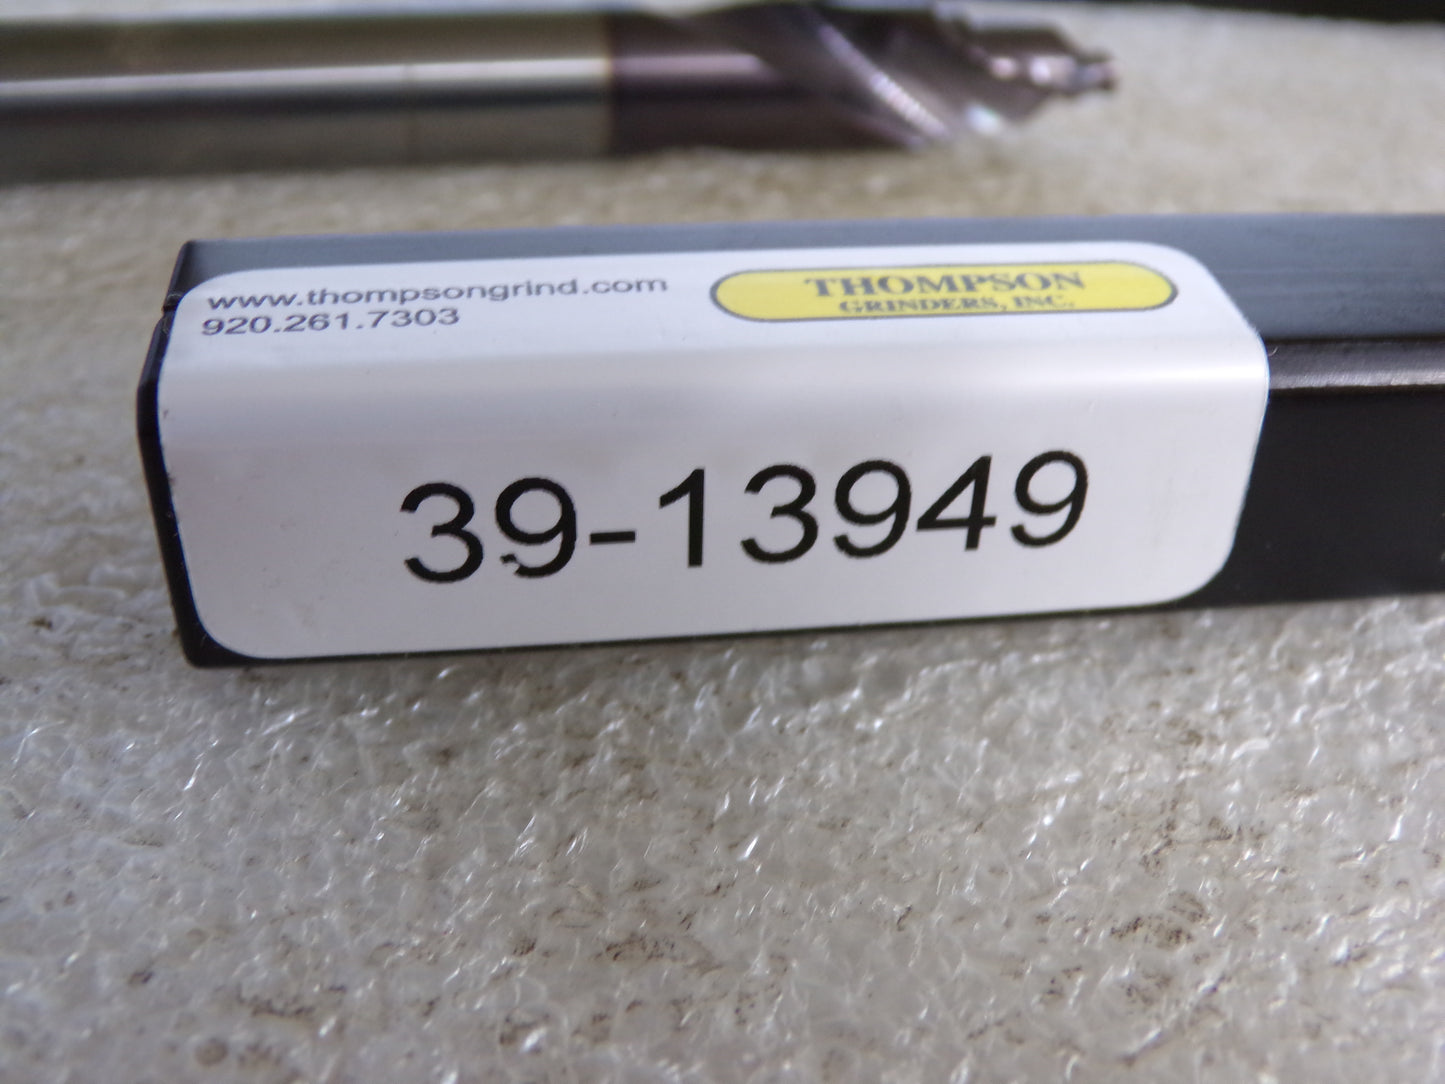 www.thompsongrind.com
920.261.7303
THOMPSON
GRINDERS, INC.
39-13949